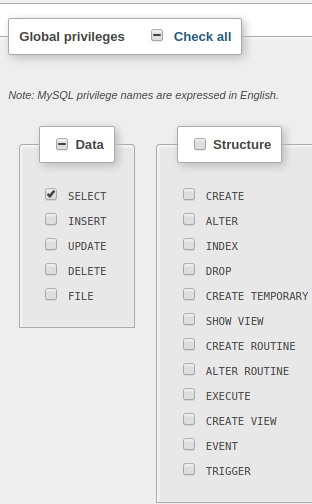 Global privileges Check all
Note: MySQL privilege names are expressed in English.
Data
SELECT
INSERT
UPDATE
DELETE
FILE
Structure
CREATE
ALTER
INDEX
DROP
CREATE TEMPORARY
SHOW VIEW
CREATE ROUTINE
ALTER ROUTINE
EXECUTE
CREATE VIEW
EVENT
TRIGGER